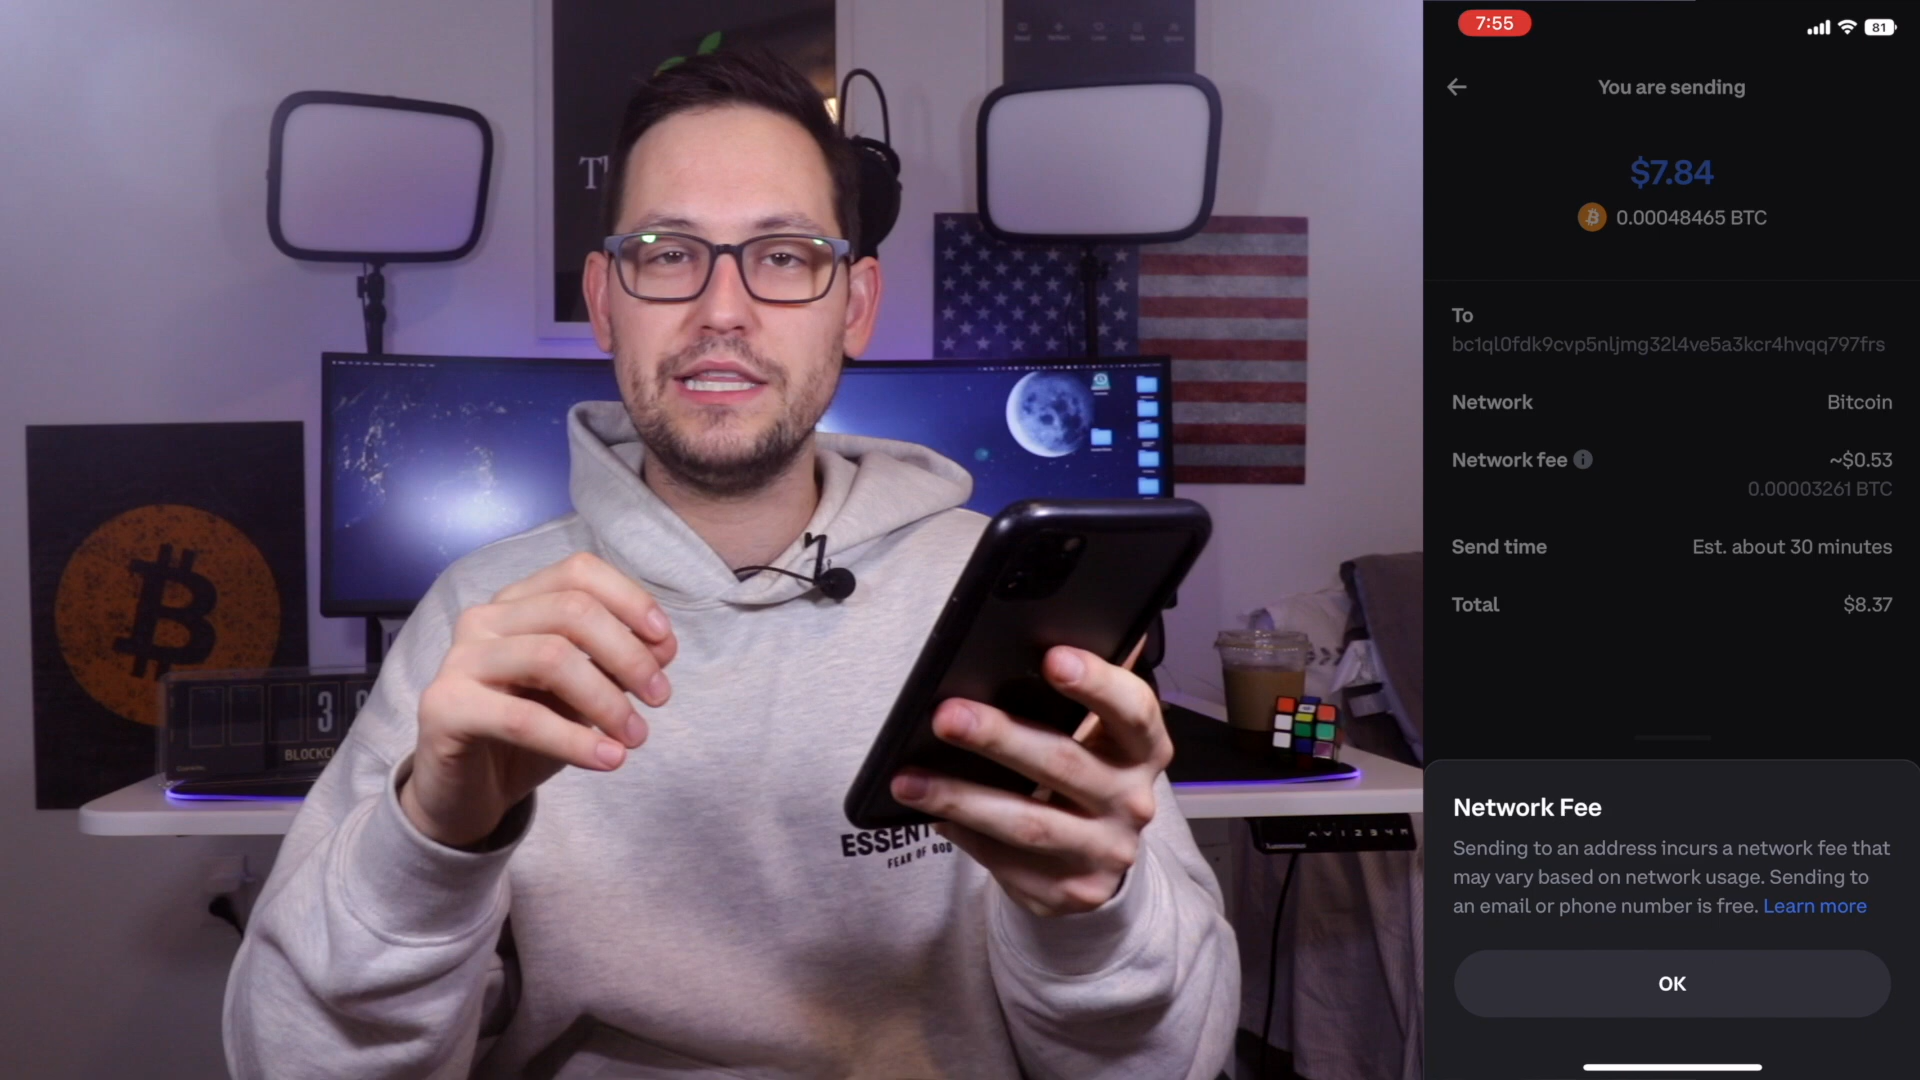 7:55
81
You are sending
$7.84
0.00048465 BTC
To
bc1ql0fdk9cvp5nljmg32l4ve5a3kcr4hvqq797frs
Network
Bitcoin
Network fee
~$0.53
0.00003261 BTC
Send time
Est. about 30 minutes
Total
$8.37
Network Fee
Sending to an address incurs a network fee that
may vary based on network usage. Sending to
an email or phone number is free. Learn more
OK
FEAR OF GOD
3